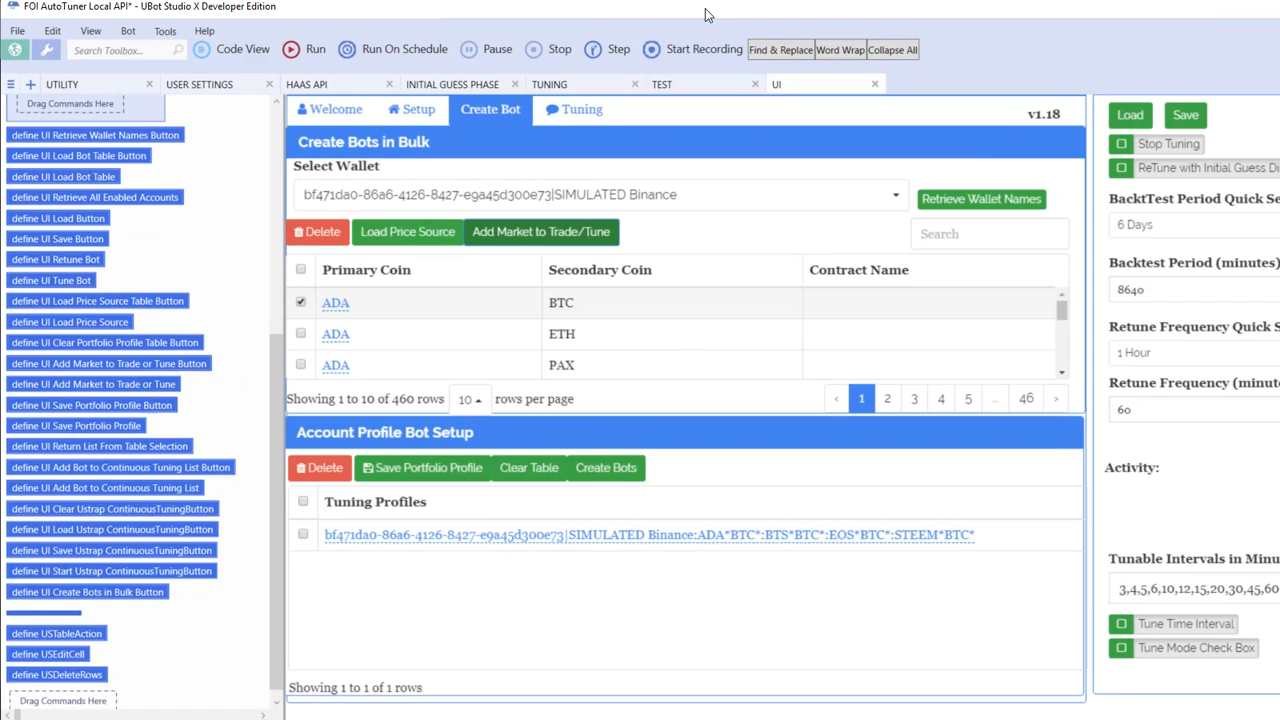 FOI AutoTuner Local API* - UBot Studio X Developer Edition
File Edit View Bot Tools Help
Search Toolbox... Code View Run Run On Schedule Pause Stop Step Start Recording Find & Replace Word Wrap Collapse All
UTILITY USER SETTINGS HAAS API INITIAL GUESS PHASE TUNING TEST UI
Drag Commands Here
define UI Retrieve Wallet Names Button
define UI Load Bot Table Button
define UI Load Bot Table
define UI Retrieve All Enabled Accounts
define UI Load Button
define UI Save Button
define UI Retune Bot
define UI Tune Bot
define UI Load Price Source Table Button
define UI Load Price Source
define UI Clear Portfolio Profile Table Button
define UI Add Market to Trade or Tune Button
define UI Add Market to Trade or Tune
define UI Save Portfolio Profile Button
define UI Save Portfolio Profile
define UI Return List From Table Selection
define UI Add Bot to Continuous Tuning List Button
define UI Add Bot to Continuous Tuning List
define UI Clear Ustrap ContinuousTuningButton
define UI Load Ustrap ContinuousTuningButton
define UI Save Ustrap ContinuousTuningButton
define UI Start Ustrap ContinuousTuningButton
define UI Create Bots in Bulk Button
define USTableAction
define USEditCell
define USDeleteRows
Drag Commands Here
Welcome Setup Create Bot Tuning v1.18
Create Bots in Bulk
Select Wallet
bf471da0-86a6-4126-8427-e9a45d300e73|SIMULATED Binance Retrieve Wallet Names
Delete Load Price Source Add Market to Trade/Tune Search
Primary Coin Secondary Coin Contract Name
ADA BTC
ADA ETH
ADA PAX
Showing 1 to 10 of 460 rows 10 rows per page ‹ 1 2 3 4 5 ... 46 ›
Account Profile Bot Setup
Delete Save Portfolio Profile Clear Table Create Bots
Tuning Profiles
bf471da0-86a6-4126-8427-e9a45d300e73|SIMULATED Binance:ADA*BTC*:BTS*BTC*:EOS*BTC*:STEEM*BTC*
Showing 1 to 1 of 1 rows
Load Save
Stop Tuning
ReTune with Initial Guess Di
BacktTest Period Quick Se
6 Days
Backtest Period (minutes)
8640
Retune Frequency Quick S
1 Hour
Retune Frequency (minut
60
Activity:
Tunable Intervals in Minu
3,4,5,6,10,12,15,20,30,45,60
Tune Time Interval
Tune Mode Check Box